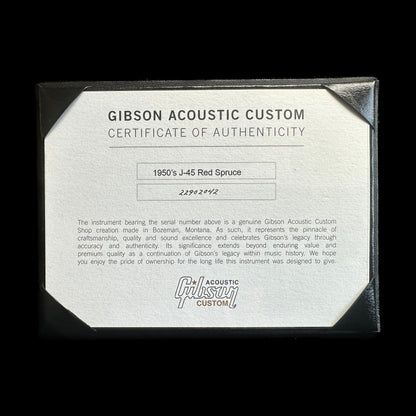 GIBSON ACOUSTIC CUSTOM
CERTIFICATE OF AUTHENTICITY
1950's J-45 Red Spruce
22902042
The instrument bearing the serial number above is a genuine Gibson Acoustic Custom
Shop creation made in Bozeman, Montana. As such, it represents the pinnacle of
craftsmanship, quality and sound excellence and celebrates Gibson's legacy through
accuracy and authenticity. Its significance extends beyond enduring value and
premium quality as a continuation of Gibson's legacy within music history. We hope
you enjoy the pride of ownership for the long life this instrument was designed to give.
ACOUSTIC
Gibson
CUSTOM